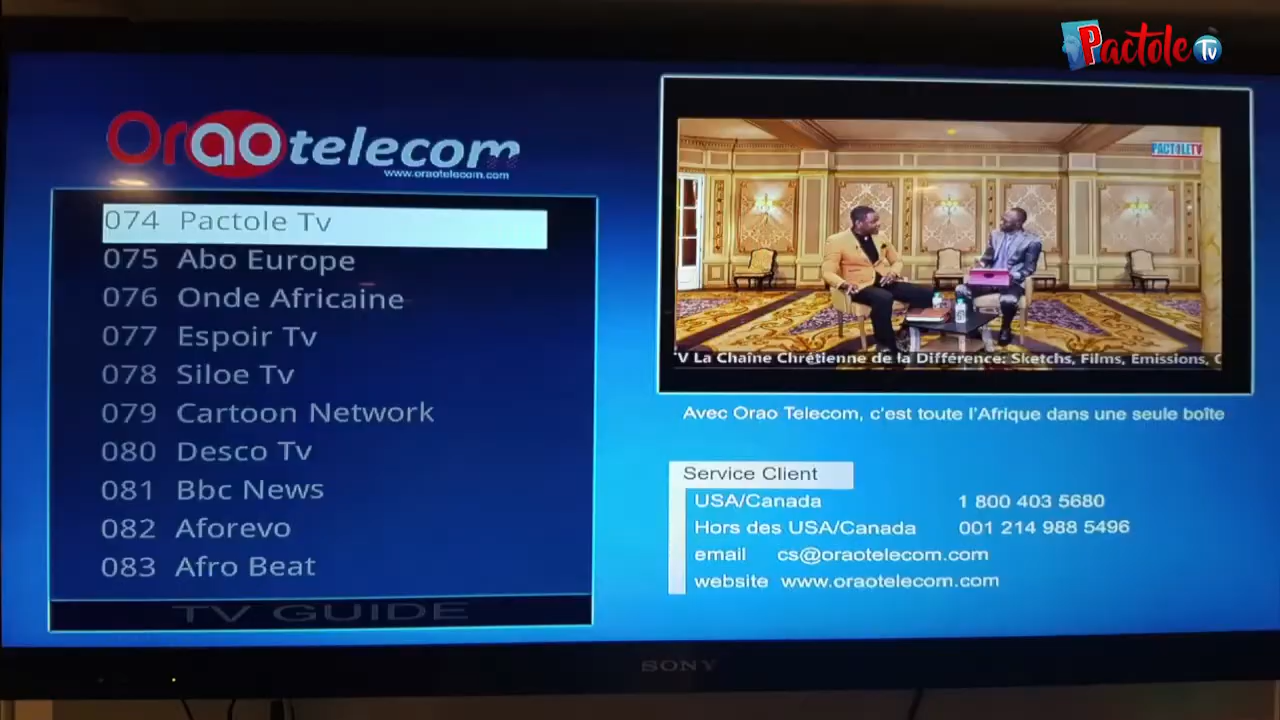 Pactole Tv
Orao telecom
www.oraotelecom.com
074 Pactole Tv
075 Abo Europe
076 Onde Africaine
077 Espoir Tv
078 Siloe Tv
079 Cartoon Network
080 Desco Tv
081 Bbc News
082 Aforevo
083 Afro Beat
TV GUIDE
PACTOLETV
V La Chaîne Chrétienne de la Différence: Sketchs, Films, Emissions,
Avec Orao Telecom, c'est toute l'Afrique dans une seule boîte
Service Client
USA/Canada 1 800 403 5680
Hors des USA/Canada 001 214 988 5496
email cs@oraotelecom.com
website www.oraotelecom.com
SONY